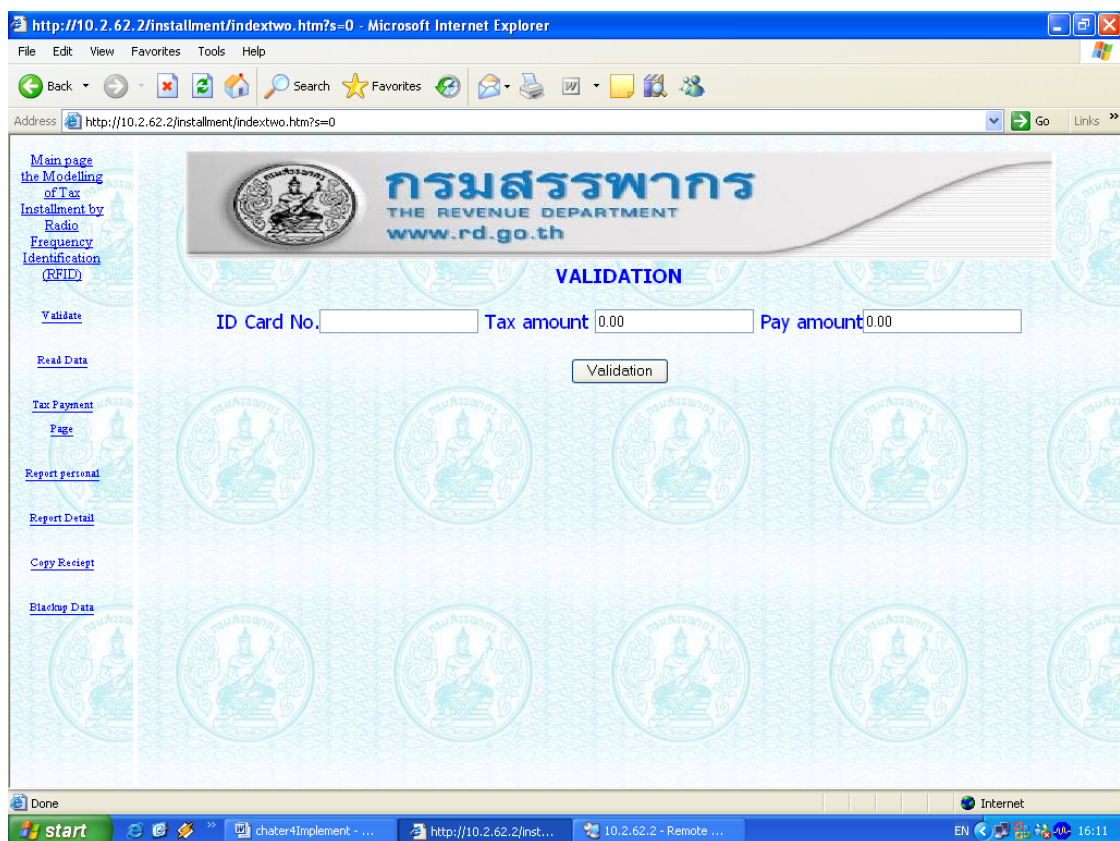 http://10.2.62.2/installment/indextwo.htm?s=0 - Microsoft Internet Explorer
File Edit View Favorites Tools Help
Back Search Favorites
Address http://10.2.62.2/installment/indextwo.htm?s=0 Go Links »
Main page
the Modelling
of Tax
Installment by
Radio
Frequency
Identification
(RFID)
Validate
Read Data
Tax Payment
Page
Report personal
Report Detail
Copy Reciept
Blackup Data
กรมสรรพากร
THE REVENUE DEPARTMENT
www.rd.go.th
VALIDATION
ID Card No. Tax amount 0.00 Pay amount 0.00
Validation
Done Internet
start » chater4Implement - ... http://10.2.62.2/inst... 10.2.62.2 - Remote ... EN 16:11